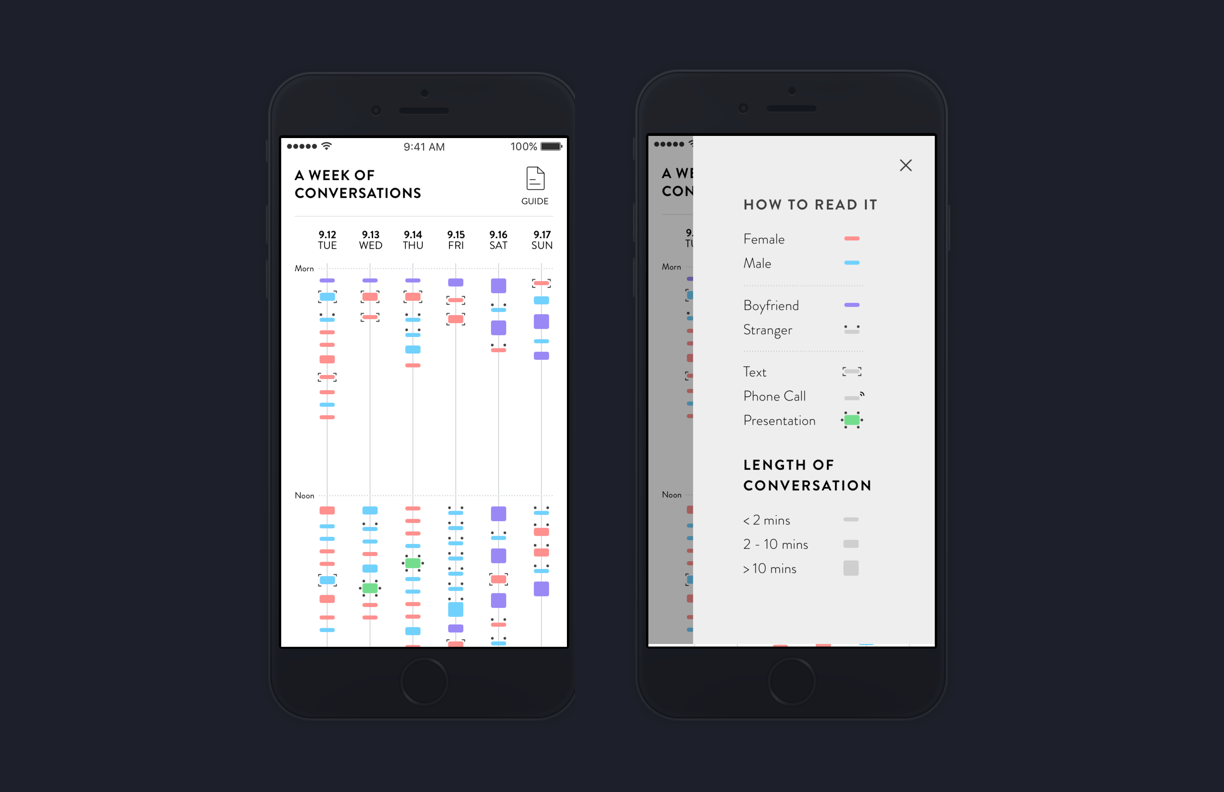 9:41 AM
100%
A WEEK OF
CONVERSATIONS
GUIDE
9.12 9.13 9.14 9.15 9.16 9.17
TUE WED THU FRI SAT SUN
Morn
Noon
A WE
CON
9.
TU
Morn
Noon
HOW TO READ IT
Female
Male
Boyfriend
Stranger
Text
Phone Call
Presentation
LENGTH OF
CONVERSATION
< 2 mins
2 - 10 mins
> 10 mins